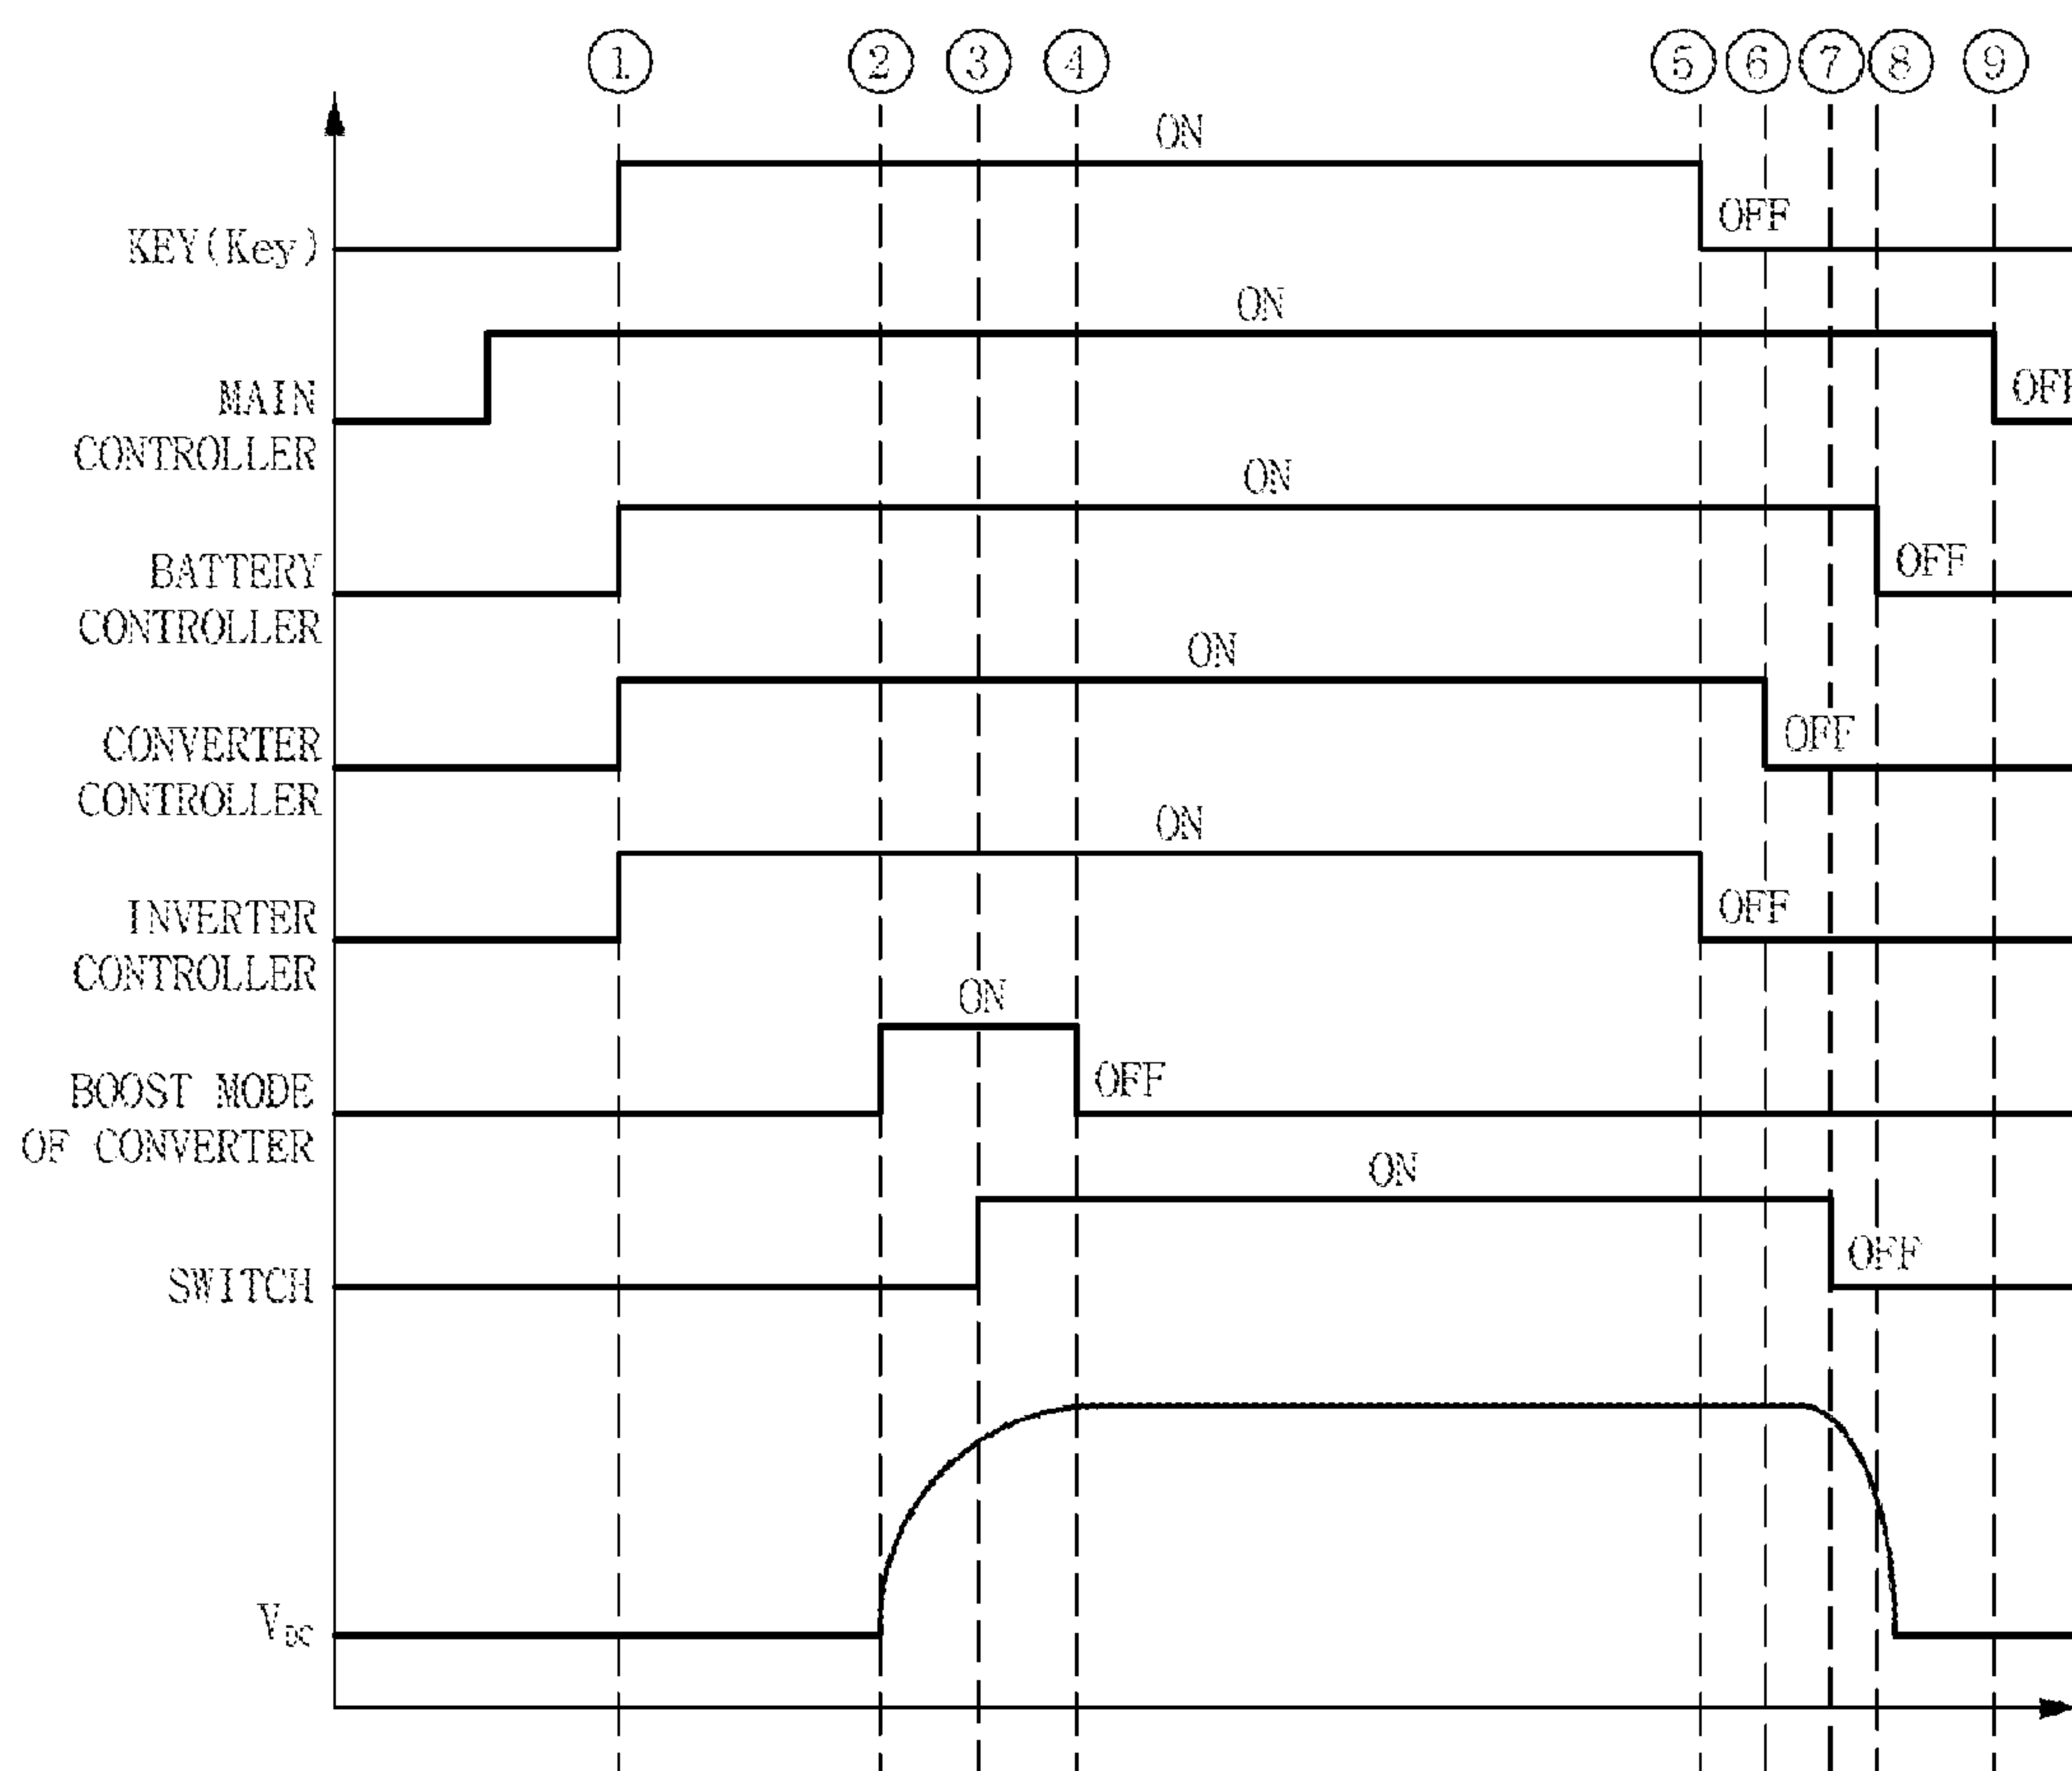 ① ② ③ ④ ⑤ ⑥ ⑦ ⑧ ⑨
ON
KEY(Key)
OFF
ON
MAIN
CONTROLLER
OFF
ON
BATTERY
CONTROLLER
OFF
ON
CONVERTER
CONTROLLER
OFF
ON
INVERTER
CONTROLLER
OFF
ON
BOOST MODE
OF CONVERTER
OFF
ON
SWITCH
OFF
V_DC